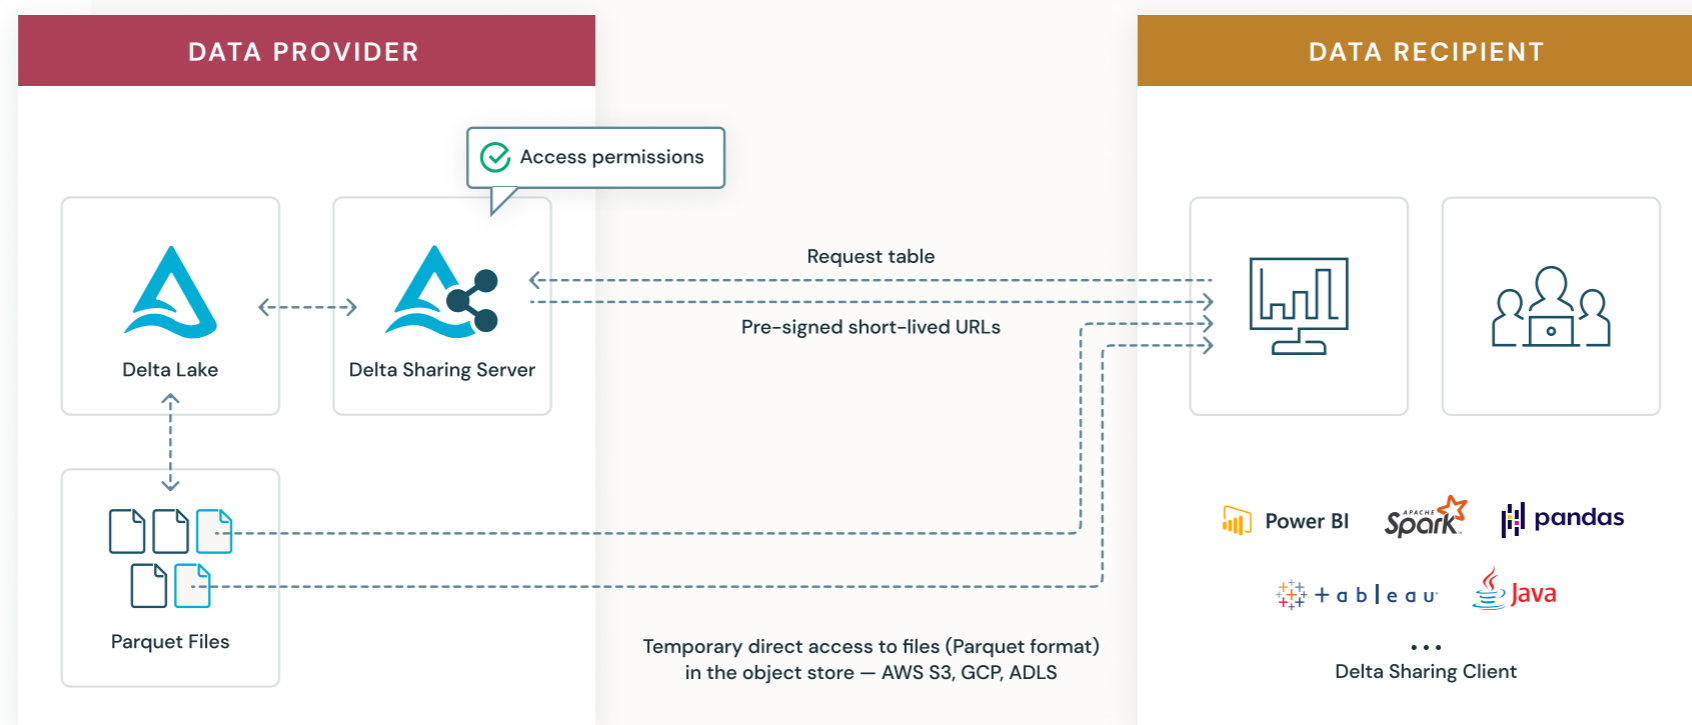 DATA PROVIDER
DATA RECIPIENT
Access permissions
Delta Lake
Delta Sharing Server
Request table
Pre-signed short-lived URLs
Parquet Files
Temporary direct access to files (Parquet format)
in the object store — AWS S3, GCP, ADLS
Power BI
APACHE
Spark
pandas
+ableau
Java
...
Delta Sharing Client